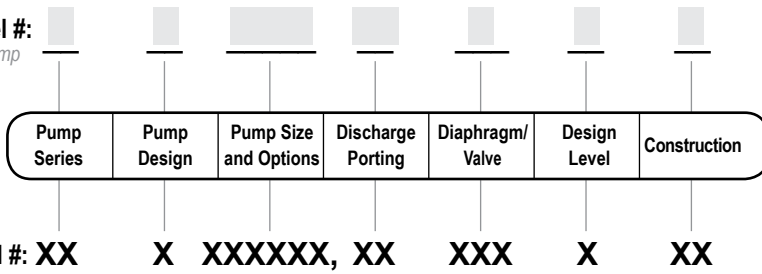 l #:
mp
Pump Series Pump Design Pump Size and Options Discharge Porting Diaphragm/ Valve Design Level Construction
l #: XX X XXXXXX, XX XXX X XX